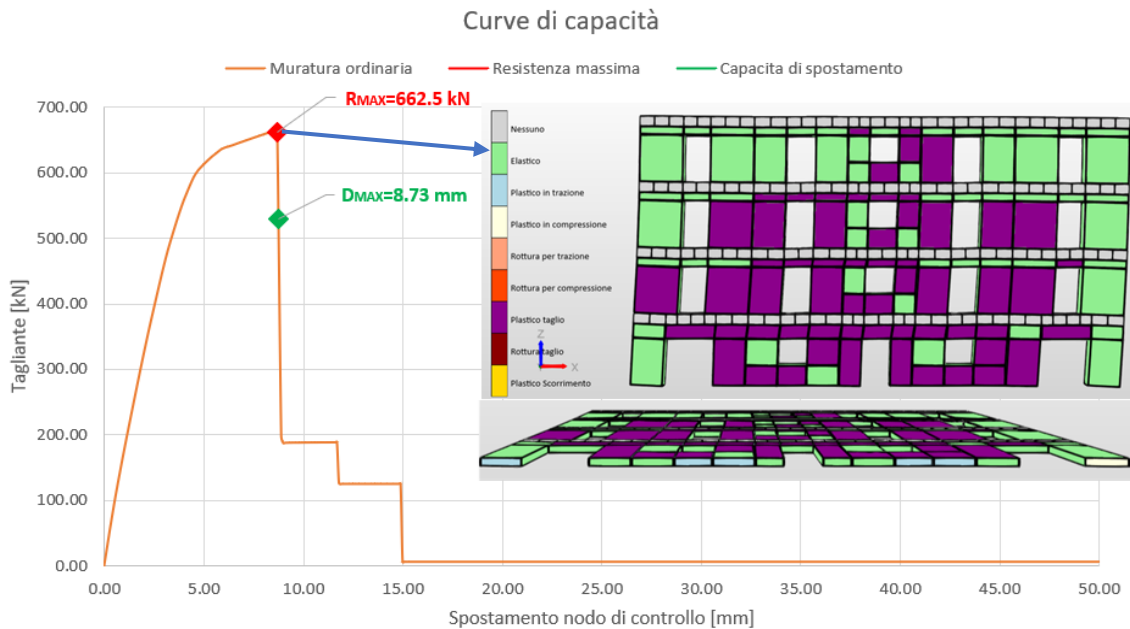 Curve di capacità
Muratura ordinaria
Resistenza massima
Capacita di spostamento
RMAX=662.5 kN
DMAX=8.73 mm
Tagliante [kN]
700.00
600.00
500.00
400.00
300.00
200.00
100.00
0.00
Nessuno
Elastico
Plastico in trazione
Plastico in compressione
Rottura per trazione
Rottura per compressione
Plastico taglio
Rottura taglio
Plastico Scorrimento
Z
X
0.00 5.00 10.00 15.00 20.00 25.00 30.00 35.00 40.00 45.00 50.00
Spostamento nodo di controllo [mm]